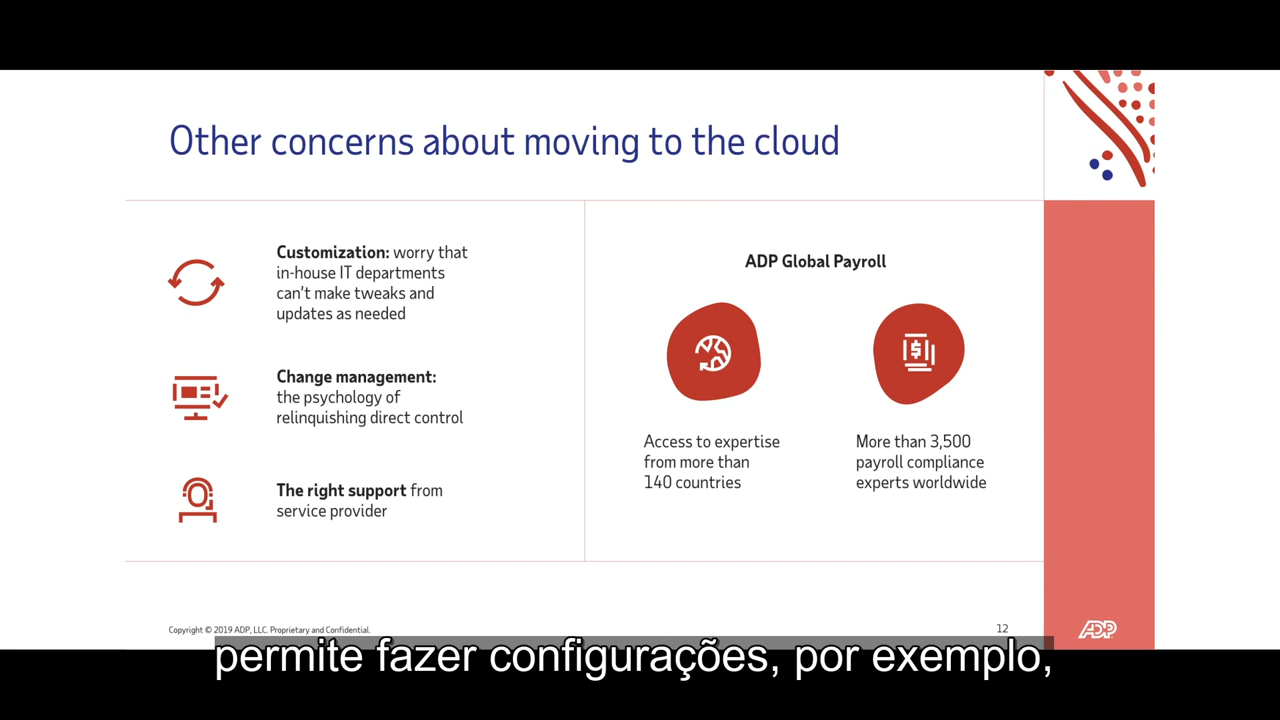 Other concerns about moving to the cloud
Customization: worry that
in-house IT departments
can't make tweaks and
updates as needed
Change management:
the psychology of
relinquishing direct control
The right support from
service provider
ADP Global Payroll
Access to expertise
from more than
140 countries
More than 3,500
payroll compliance
experts worldwide
Copyright © 2019 ADP, LLC. Proprietary and Confidential.
12
ADP
permite fazer configurações, por exemplo,